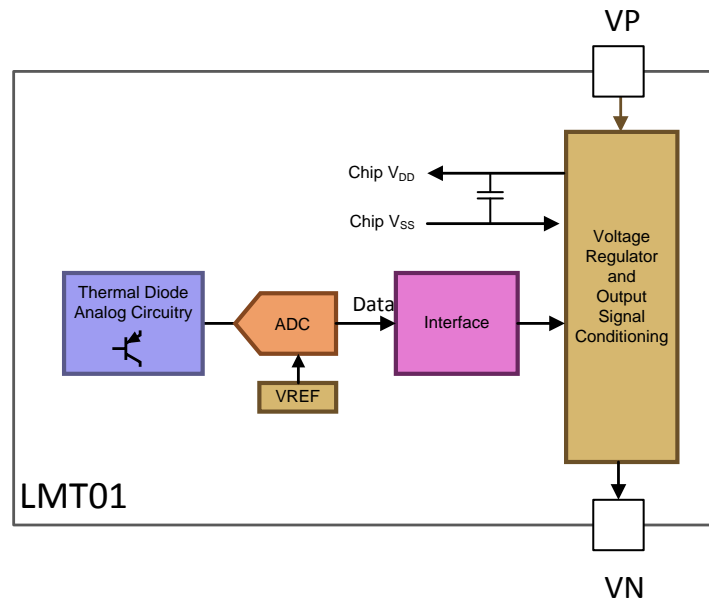 VP
Chip VDD
Chip VSS
Voltage
Regulator
and
Output
Signal
Conditioning
Thermal Diode
Analog Circuitry
ADC
Data
Interface
VREF
LMT01
VN